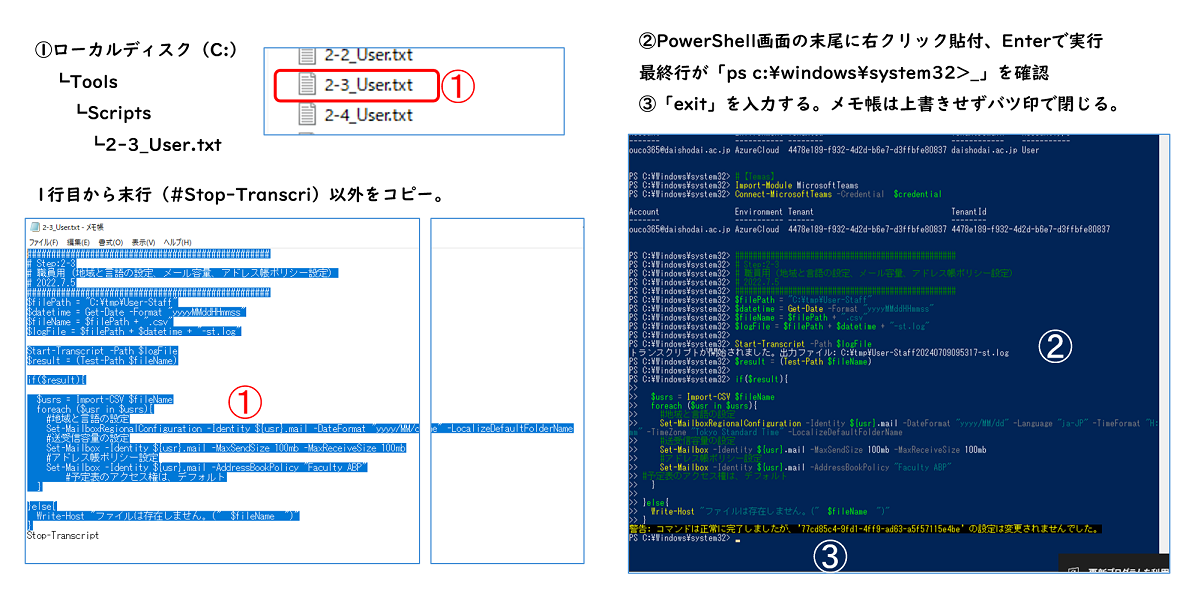 ①ローカルディスク（C:）
└Tools
└Scripts
└2-3_User.txt
2-2_User.txt
2-3_User.txt
①
2-4_User.txt
1行目から末行（#Stop-Transcri）以外をコピー。
2-3_User.txt - メモ帳
ファイル(F) 編集(E) 書式(O) 表示(V) ヘルプ(H)
##################################################
# Step:2-3
# 職員用（地域と言語の設定、メール容量、アドレス帳ポリシー設定）
# 2022.7.5
##################################################
$filePath = "C:¥tmp¥User-Staff"
$datetime = Get-Date -Format "yyyyMMddHHmmss"
$fileName = $filePath + ".csv"
$logFile = $filePath + $datetime + "-st.log"
Start-Transcript -Path $logFile
$result = (Test-Path $fileName)
if($result){
①
$usrs = Import-CSV $fileName
foreach ($usr in $usrs){
#地域と言語の設定
Set-MailboxRegionalConfiguration -Identity ${usr}.mail -DateFormat "yyyy/MM/d
e" -LocalizeDefaultFolderName
#送受信容量の設定
Set-Mailbox -Identity ${usr}.mail -MaxSendSize 100mb -MaxReceiveSize 100mb
#アドレス帳ポリシー設定
Set-Mailbox -Identity ${usr}.mail -AddressBookPolicy "Faculty ABP"
#予定表のアクセス権は、デフォルト
}
}else{
Write-Host "ファイルは存在しません。(" $fileName ")"
}
Stop-Transcript
②PowerShell画面の末尾に右クリック貼付、Enterで実行
最終行が「ps c:¥windows¥system32>_」を確認
③「exit」を入力する。メモ帳は上書きせずバツ印で閉じる。
ouco365@daishodai.ac.jp AzureCloud 4478e189-f932-4d2d-b6e7-d3ffbfe80837 daishodai.ac.jp User
PS C:¥Windows¥system32> # 【Temas】
PS C:¥Windows¥system32> Import-Module MicrosoftTeams
PS C:¥Windows¥system32> Connect-MicrosoftTeams -Credential $credential
Account Environment Tenant TenantId
------- ----------- ------ --------
ouco365@daishodai.ac.jp AzureCloud 4478e189-f932-4d2d-b6e7-d3ffbfe80837 4478e189-f932-4d2d-b6e7-d3ffbfe80837
PS C:¥Windows¥system32> ##################################################
PS C:¥Windows¥system32> # Step:2-3
PS C:¥Windows¥system32> # 職員用（地域と言語の設定、メール容量、アドレス帳ポリシー設定）
PS C:¥Windows¥system32> # 2022.7.5
PS C:¥Windows¥system32> ##################################################
PS C:¥Windows¥system32> $filePath = "C:¥tmp¥User-Staff"
PS C:¥Windows¥system32> $datetime = Get-Date -Format "yyyyMMddHHmmss"
PS C:¥Windows¥system32> $fileName = $filePath + ".csv"
PS C:¥Windows¥system32> $logFile = $filePath + $datetime + "-st.log"
PS C:¥Windows¥system32>
PS C:¥Windows¥system32> Start-Transcript -Path $logFile
トランスクリプトが開始されました。出力ファイル: C:¥tmp¥User-Staff20240709095317-st.log
②
PS C:¥Windows¥system32> $result = (Test-Path $fileName)
PS C:¥Windows¥system32>
PS C:¥Windows¥system32> if($result){
>>
>> $usrs = Import-CSV $fileName
>> foreach ($usr in $usrs){
>> #地域と言語の設定
>> Set-MailboxRegionalConfiguration -Identity ${usr}.mail -DateFormat "yyyy/MM/dd" -Language "ja-JP" -TimeFormat "H:
mm" -TimeZone "Tokyo Standard Time" -LocalizeDefaultFolderName
>> #送受信容量の設定
>> Set-Mailbox -Identity ${usr}.mail -MaxSendSize 100mb -MaxReceiveSize 100mb
>> #アドレス帳ポリシー設定
>> Set-Mailbox -Identity ${usr}.mail -AddressBookPolicy "Faculty ABP"
>> #予定表のアクセス権は、デフォルト
>> }
>>
>> }else{
>> Write-Host "ファイルは存在しません。(" $fileName ")"
>> }
警告: コマンドは正常に完了しましたが、'77cd85c4-9fd1-4ff9-ad63-a5f57115e4be' の設定は変更されませんでした。
PS C:¥Windows¥system32> _
③